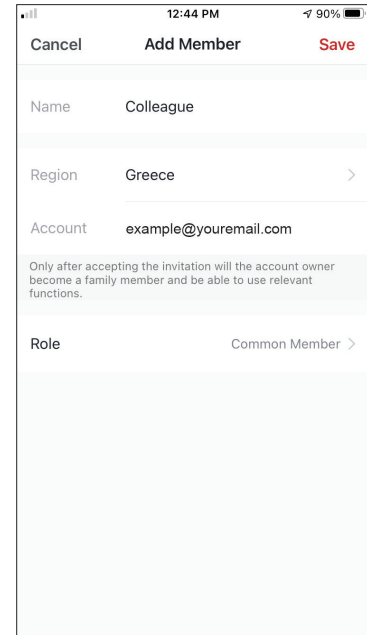 12:44 PM 90%
Cancel Add Member Save
Name Colleague
Region Greece
Account example@youremail.com
Only after accepting the invitation will the account owner
become a family member and be able to use relevant
functions.
Role Common Member